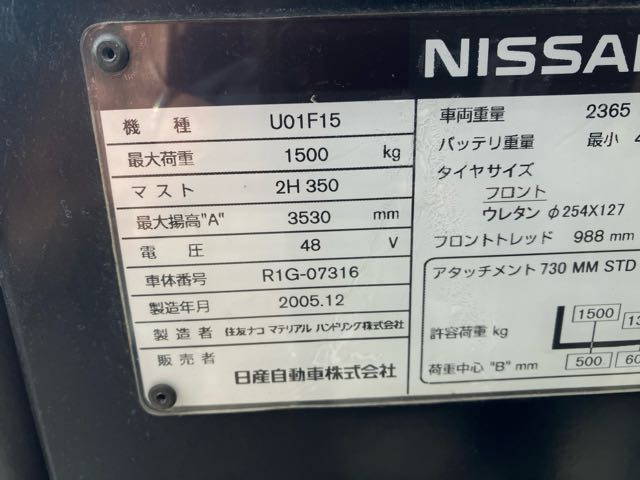 NISSAN
機 種 U01F15
最大荷重 1500 kg
マスト 2H 350
最大揚高"A" 3530 mm
電 圧 48 V
車体番号 R1G-07316
製造年月 2005.12
製造者 住友ナコ マテリアル ハンドリング株式会社
販売者 日産自動車株式会社
車両重量 2365
バッテリ重量 最小 4
タイヤサイズ
フロント
ウレタン φ254X127
フロントトレッド 988 mm
アタッチメント 730 MM STD
許容荷重 kg 1500 13
荷重中心 "B" mm 500 60